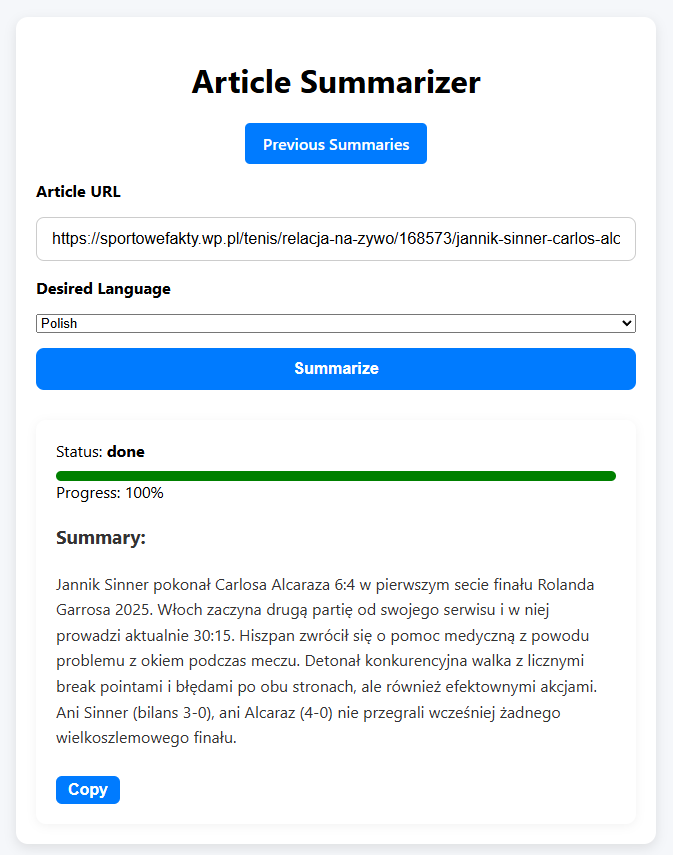 Article Summarizer
Previous Summaries
Article URL
https://sportowefakty.wp.pl/tenis/relacja-na-zywo/168573/jannik-sinner-carlos-alc
Desired Language
Polish
Summarize
Status: done
Progress: 100%
Summary:
Jannik Sinner pokonał Carlosa Alcaraza 6:4 w pierwszym secie finału Rolanda
Garrosa 2025. Włoch zaczyna drugą partię od swojego serwisu i w niej
prowadzi aktualnie 30:15. Hiszpan zwrócił się o pomoc medyczną z powodu
problemu z okiem podczas meczu. Detonał konkurencyjna walka z licznymi
break pointami i błędami po obu stronach, ale również efektownymi akcjami.
Ani Sinner (bilans 3-0), ani Alcaraz (4-0) nie przegrali wcześniej żadnego
wielkoszlemowego finału.
Copy